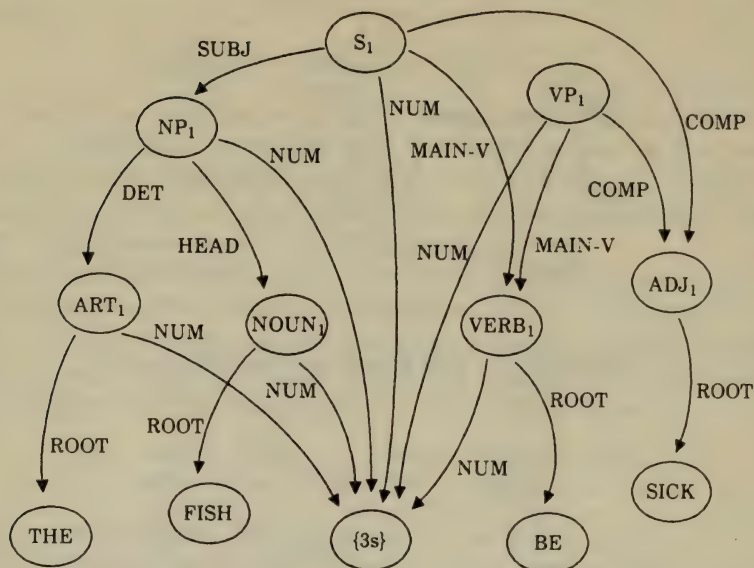 S₁
SUBJ
VP₁
NUM
COMP
NP₁
NUM
MAIN-V
DET
COMP
HEAD
NUM
MAIN-V
ART₁
NOUN₁
VERB₁
ADJ₁
NUM
NUM
ROOT
ROOT
ROOT
ROOT
NUM
SICK
FISH
THE
{3s}
BE